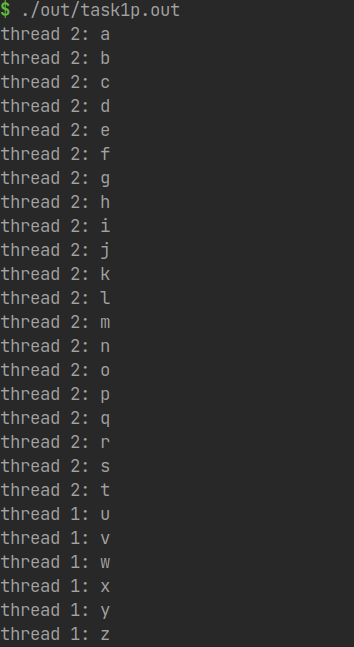 $ ./out/task1p.out
thread 2: a
thread 2: b
thread 2: c
thread 2: d
thread 2: e
thread 2: f
thread 2: g
thread 2: h
thread 2: i
thread 2: j
thread 2: k
thread 2: l
thread 2: m
thread 2: n
thread 2: o
thread 2: p
thread 2: q
thread 2: r
thread 2: s
thread 2: t
thread 1: u
thread 1: v
thread 1: w
thread 1: x
thread 1: y
thread 1: z